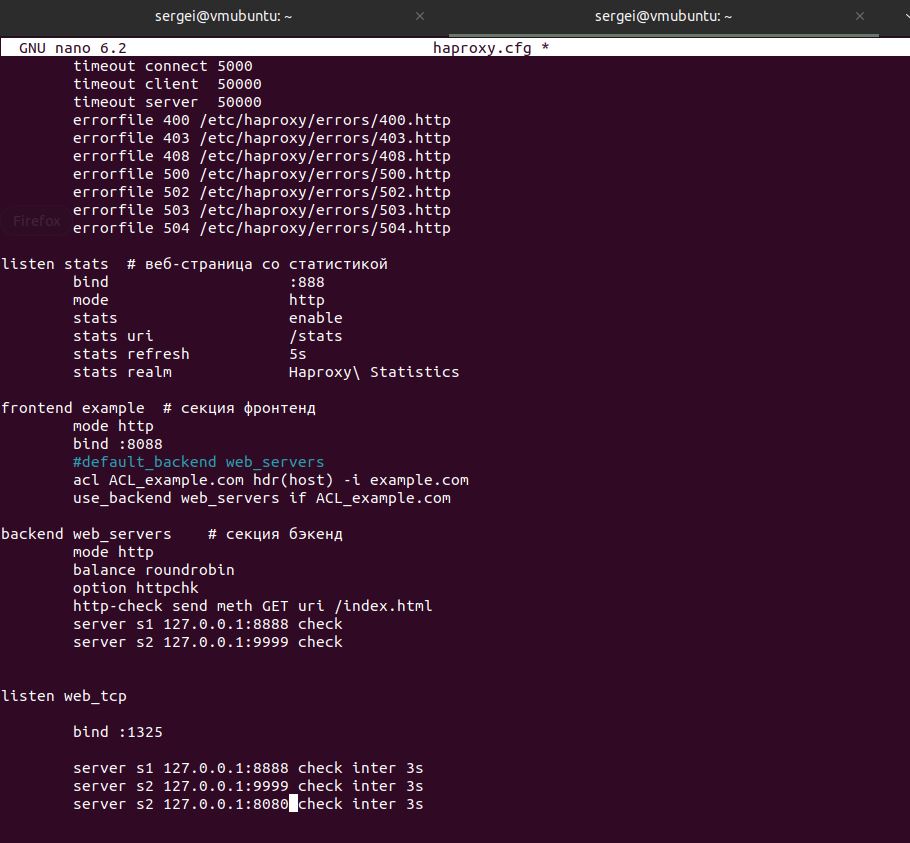 sergei@vmubuntu: ~ × sergei@vmubuntu: ~ ×
GNU nano 6.2 haproxy.cfg *
timeout connect 5000
timeout client  50000
timeout server  50000
errorfile 400 /etc/haproxy/errors/400.http
errorfile 403 /etc/haproxy/errors/403.http
errorfile 408 /etc/haproxy/errors/408.http
errorfile 500 /etc/haproxy/errors/500.http
errorfile 502 /etc/haproxy/errors/502.http
errorfile 503 /etc/haproxy/errors/503.http
Firefox
errorfile 504 /etc/haproxy/errors/504.http
listen stats  # веб-страница со статистикой
bind                    :888
mode                    http
stats                   enable
stats uri               /stats
stats refresh           5s
stats realm             Haproxy\ Statistics
frontend example  # секция фронтенд
mode http
bind :8088
#default_backend web_servers
acl ACL_example.com hdr(host) -i example.com
use_backend web_servers if ACL_example.com
backend web_servers    # секция бэкенд
mode http
balance roundrobin
option httpchk
http-check send meth GET uri /index.html
server s1 127.0.0.1:8888 check
server s2 127.0.0.1:9999 check
listen web_tcp
bind :1325
server s1 127.0.0.1:8888 check inter 3s
server s2 127.0.0.1:9999 check inter 3s
server s2 127.0.0.1:8080 check inter 3s